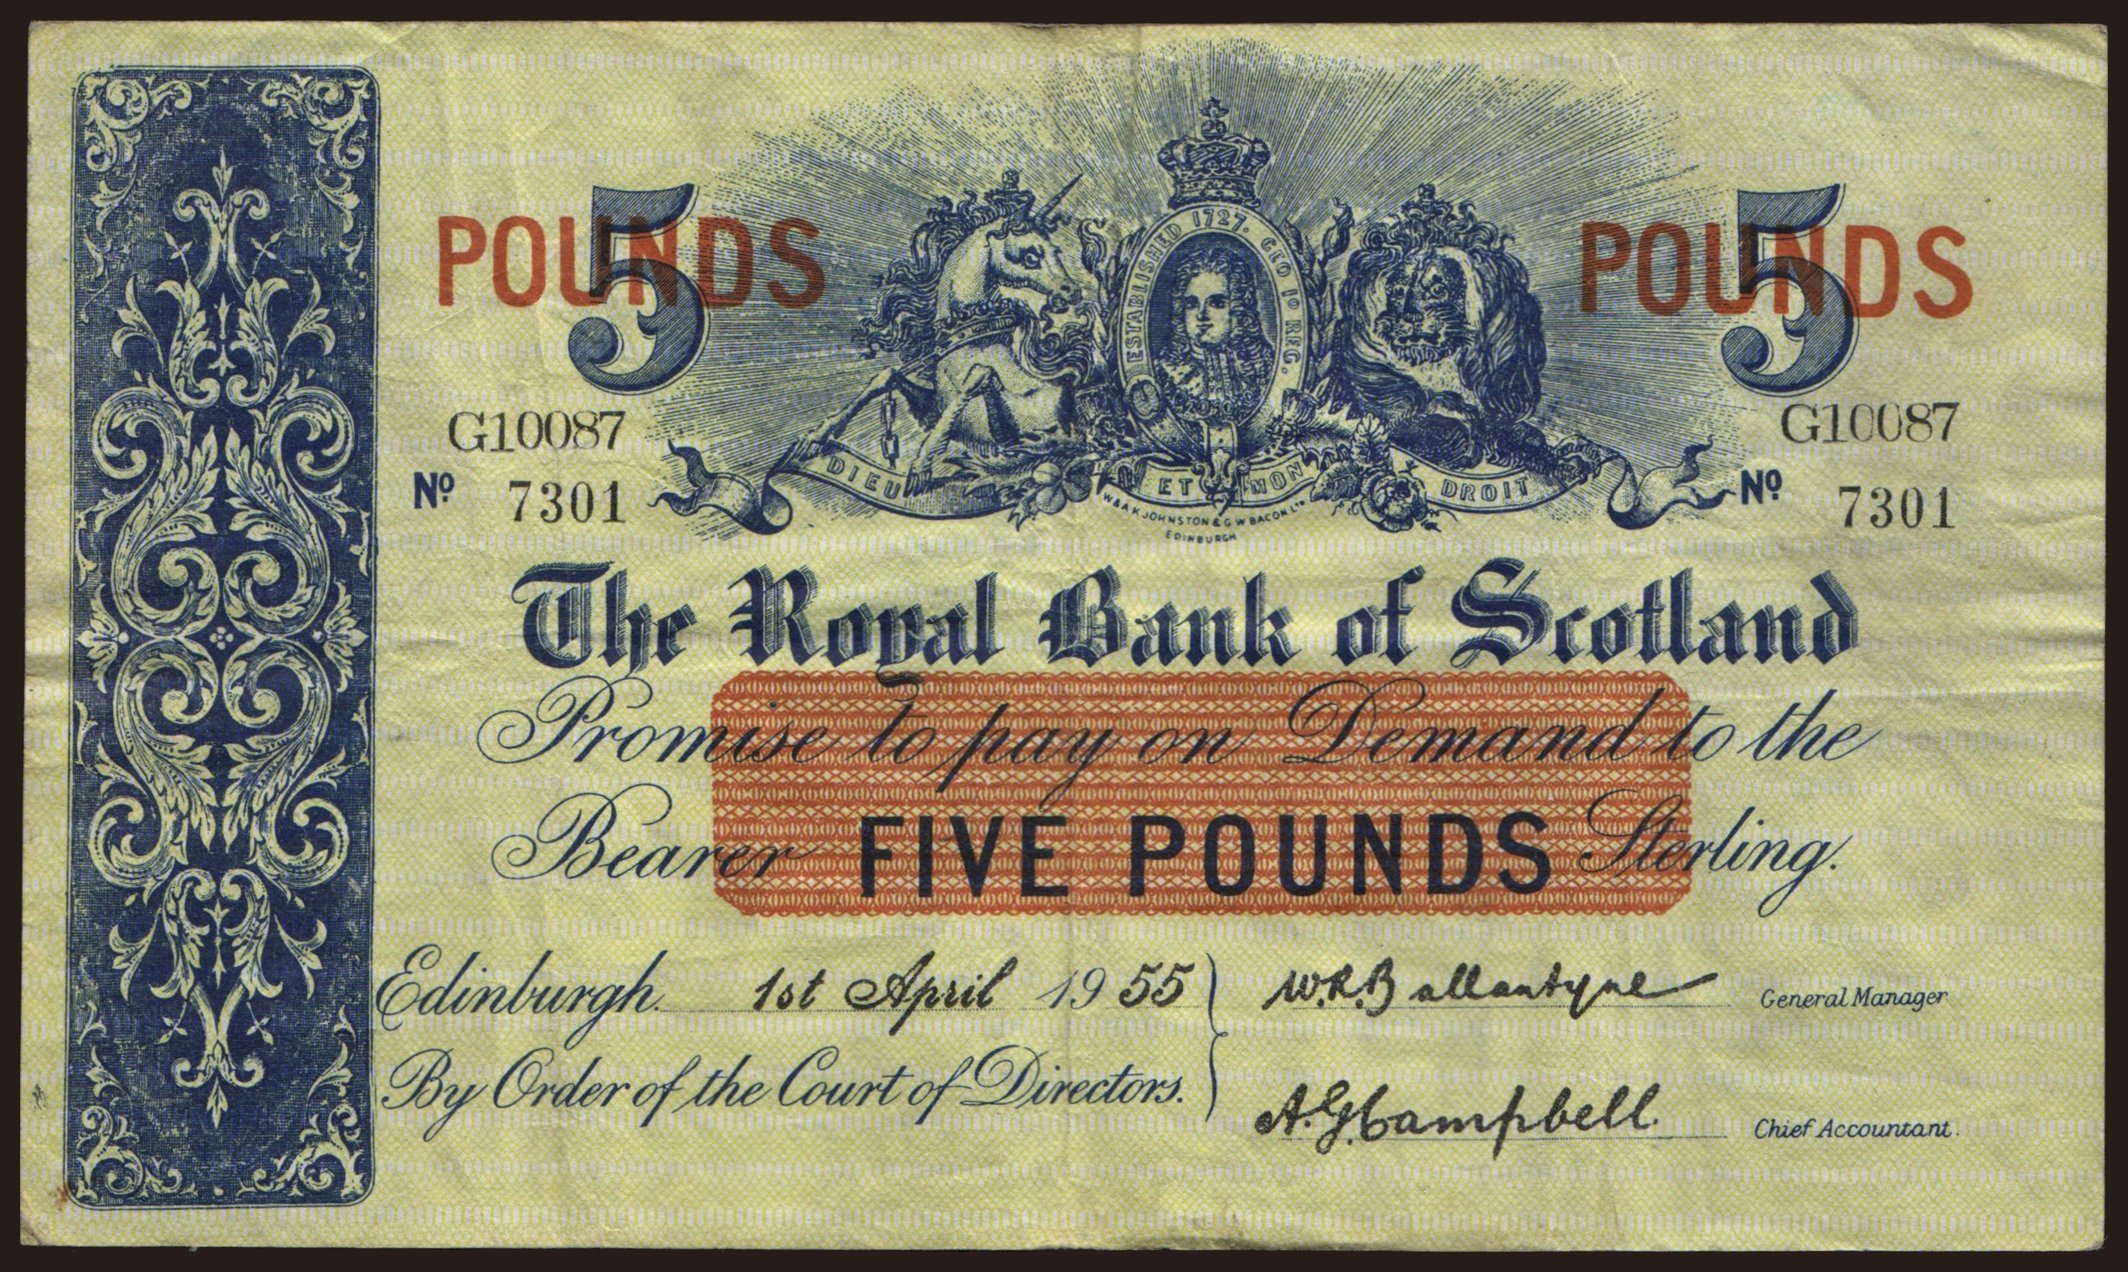 POUNDS 5
5 POUNDS
ESTABLISHED 1727. GEO 1º REG.
G10087
G10087
Nº 7301
Nº 7301
DIEU ET MON DROIT
W & A K JOHNSTON & G W BACON LTD
EDINBURGH
The Royal Bank of Scotland
Promise to pay on Demand to the
Bearer FIVE POUNDS Sterling.
Edinburgh. 1st April 1955
W.R.Ballantyne General Manager
By Order of the Court of Directors.
A.G.Campbell. Chief Accountant.